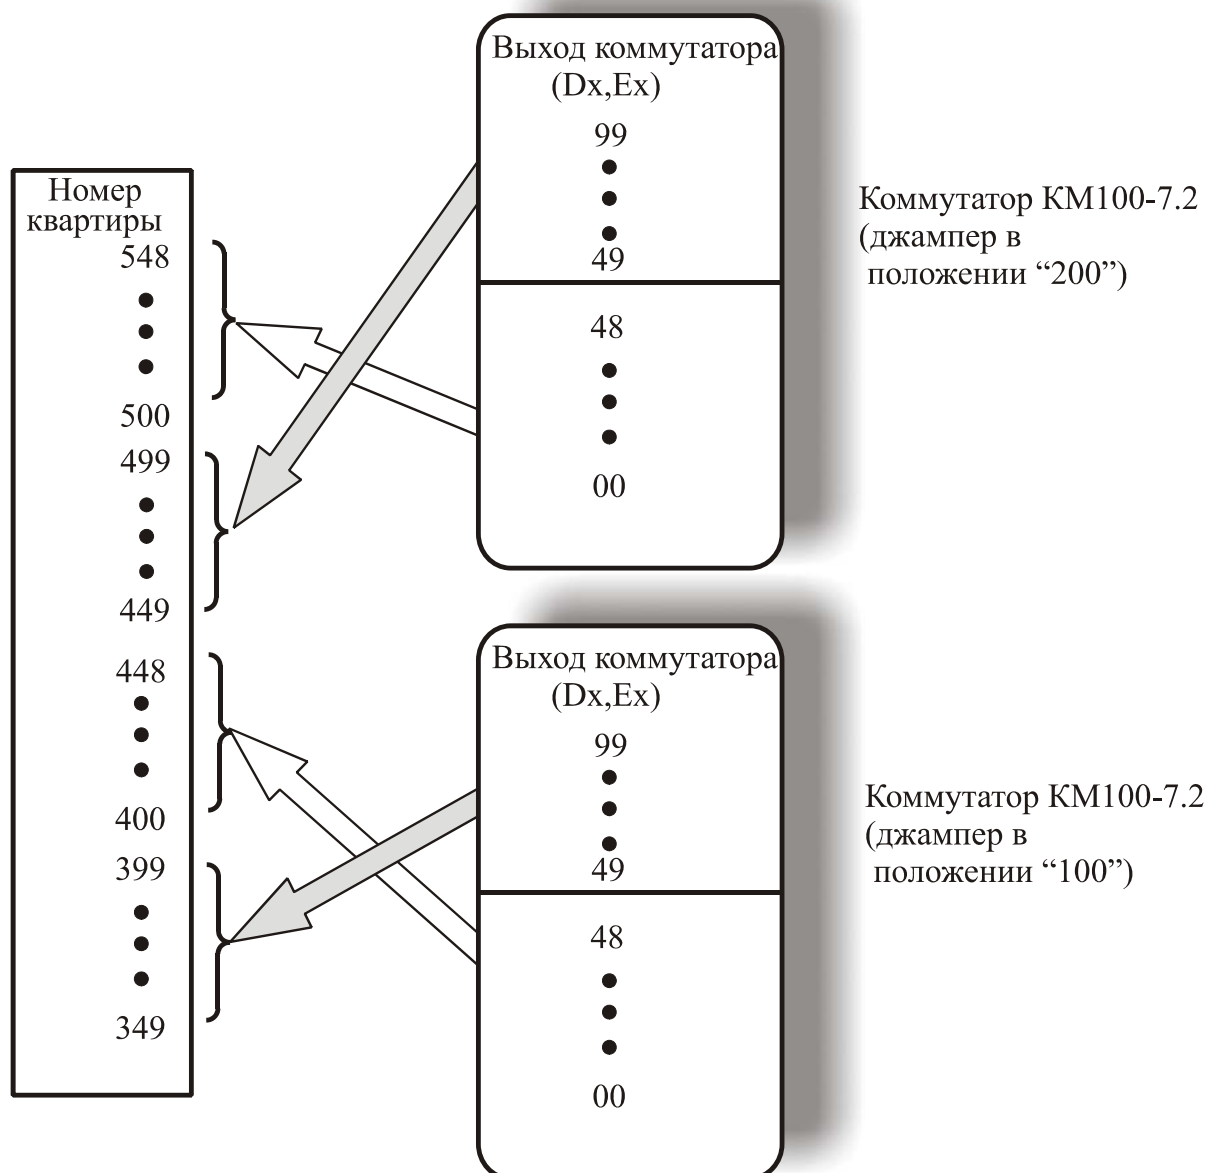 Номер
квартиры
548
500
499
449
448
400
399
349
Выход коммутатора
(Dx,Ex)
99
49
48
00
Коммутатор КМ100-7.2
(джампер в
положении “200”)
Выход коммутатора
(Dx,Ex)
99
49
48
00
Коммутатор КМ100-7.2
(джампер в
положении “100”)